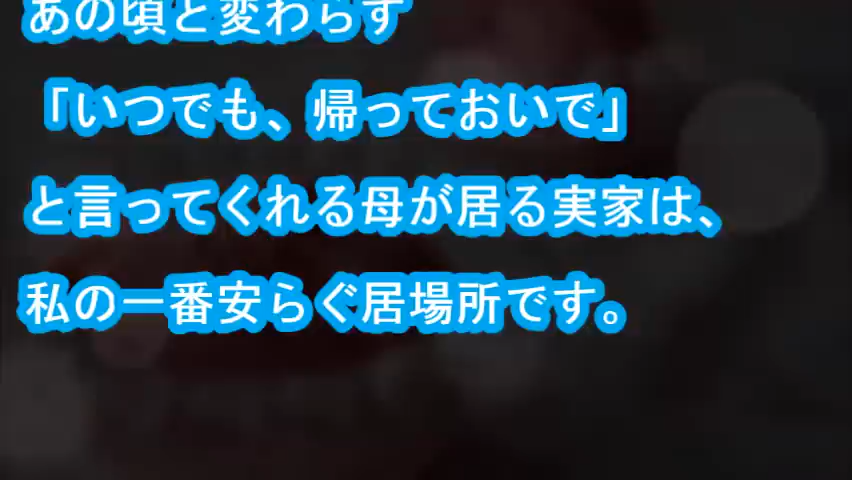 あの頃と変わらず
「いつでも、帰っておいで」
と言ってくれる母が居る実家は、
私の一番安らぐ居場所です。